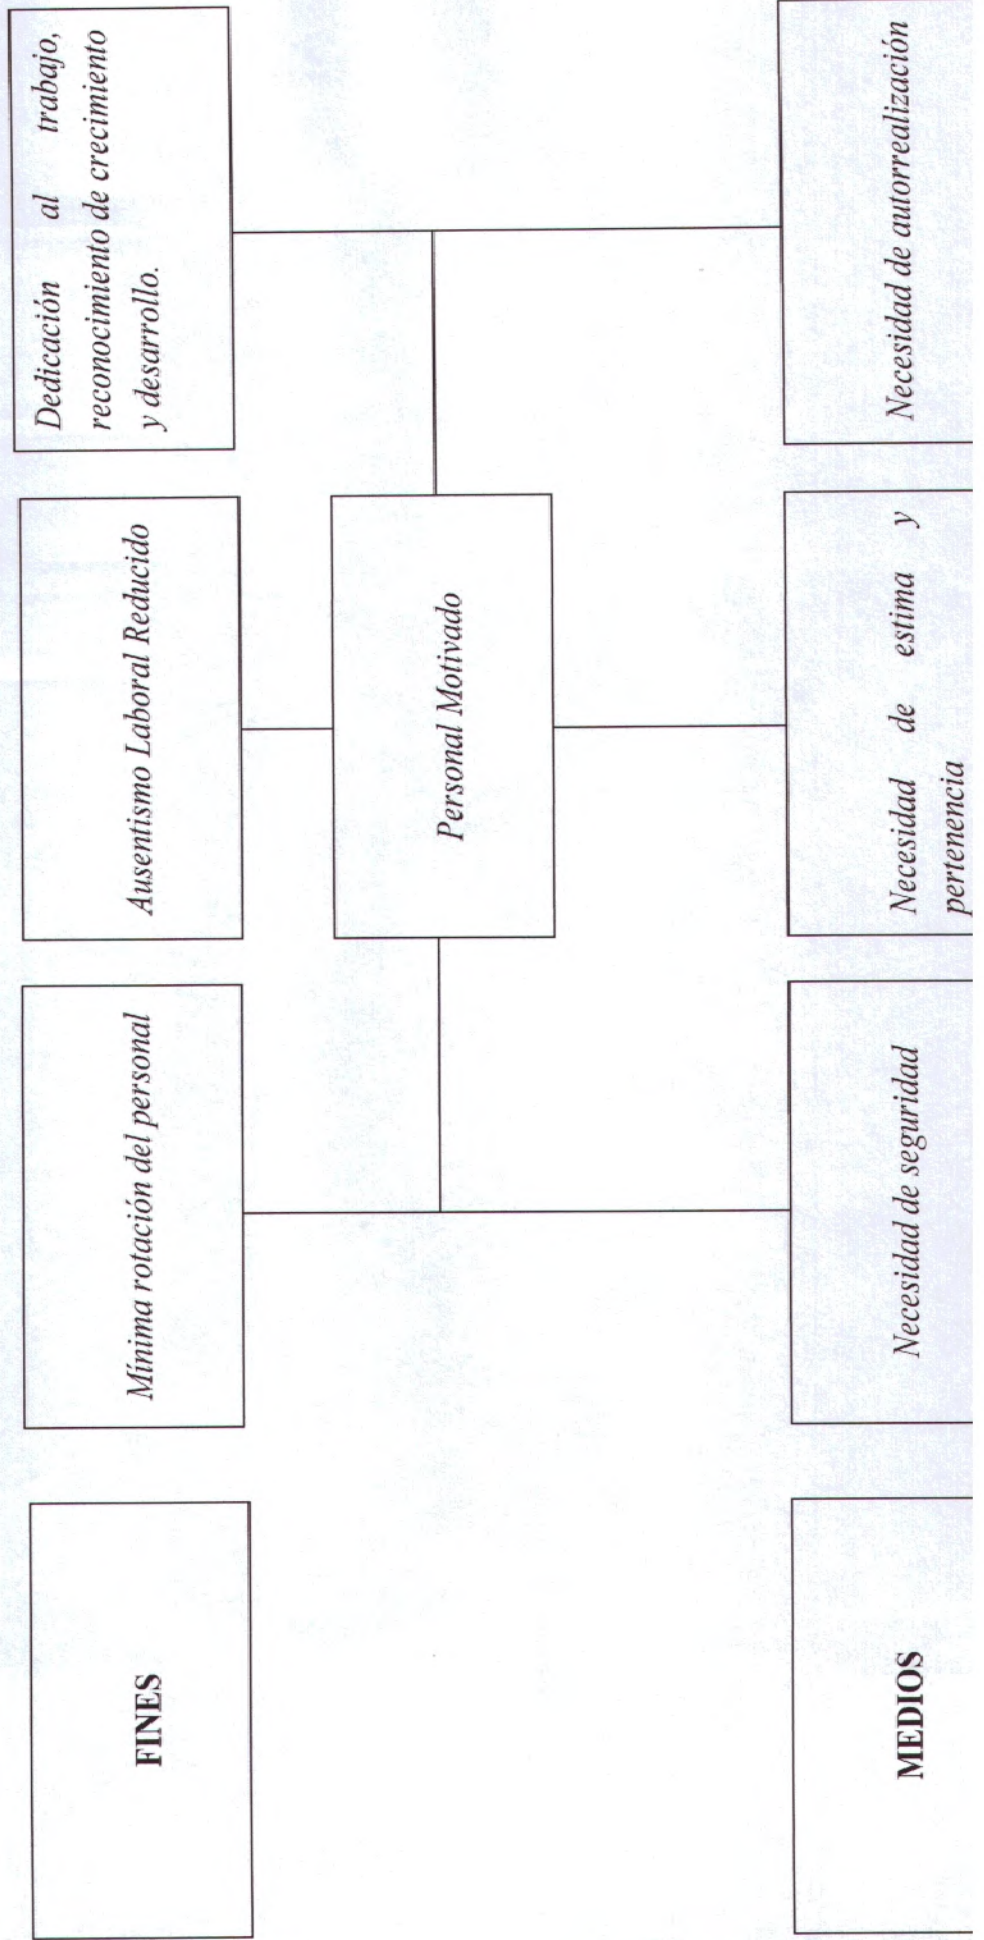 FINES
Mínima rotación del personal
Ausentismo Laboral Reducido
Dedicación al trabajo,
reconocimiento de crecimiento
y desarrollo.
Personal Motivado
MEDIOS
Necesidad de seguridad
Necesidad de estima y
pertenencia
Necesidad de autorrealización